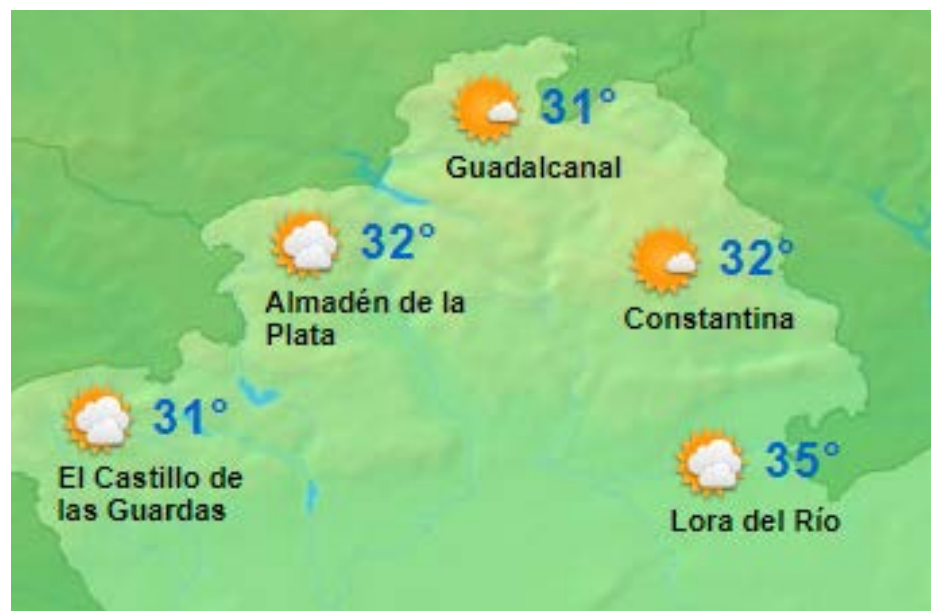 31°
Guadalcanal
32°
Almadén de la
Plata
32°
Constantina
31°
El Castillo de
las Guardas
35°
Lora del Río